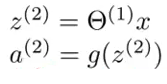 z⁽²⁾ = Θ⁽¹⁾x
a⁽²⁾ = g(z⁽²⁾)